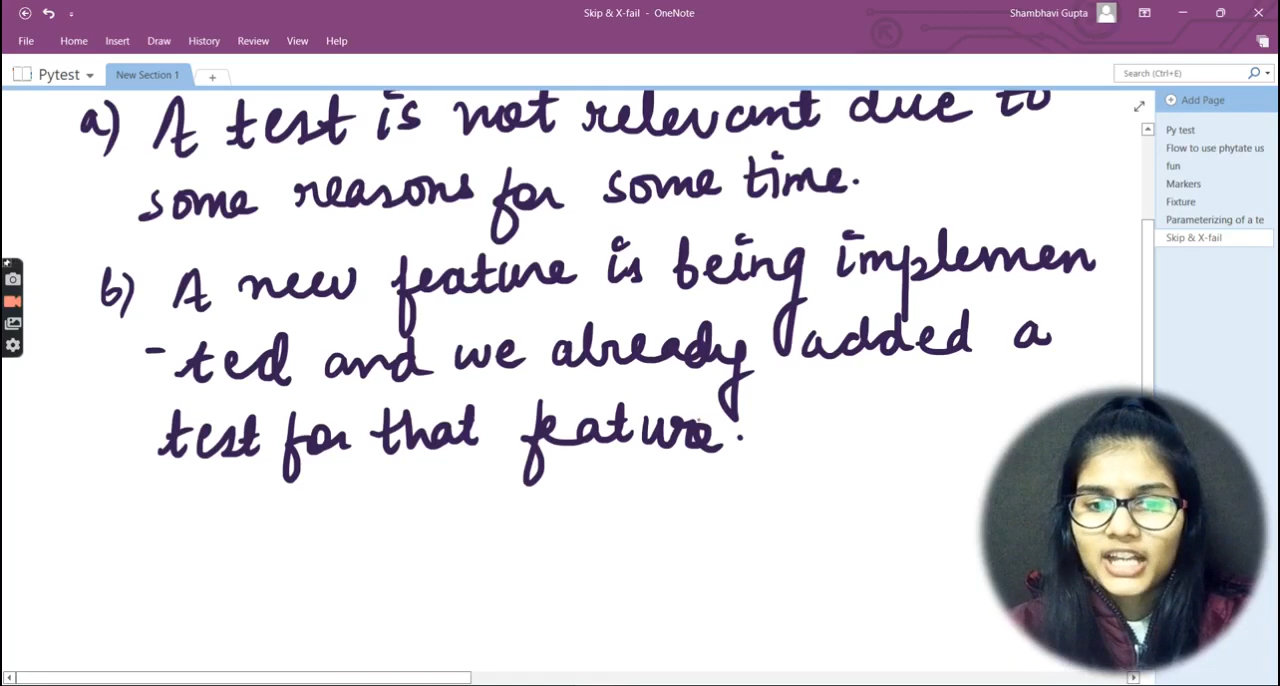 Skip & X-fail - OneNote
Shambhavi Gupta
File Home Insert Draw History Review View Help
Pytest
New Section 1
+
Search (Ctrl+E)
Add Page
Py test
Flow to use phytate us
fun
Markers
Fixture
Parameterizing of a te
Skip & X-fail
a) A test is not relevant due to
some reasons for some time.
b) A new feature is being implemen
-ted and we already added a
test for that feature.